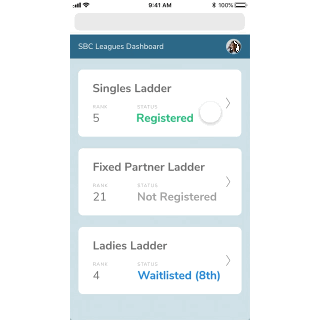 9:41 AM 100%
SBC Leagues Dashboard
Singles Ladder
RANK STATUS
5 Registered
Fixed Partner Ladder
RANK STATUS
21 Not Registered
Ladies Ladder
RANK STATUS
4 Waitlisted (8th)